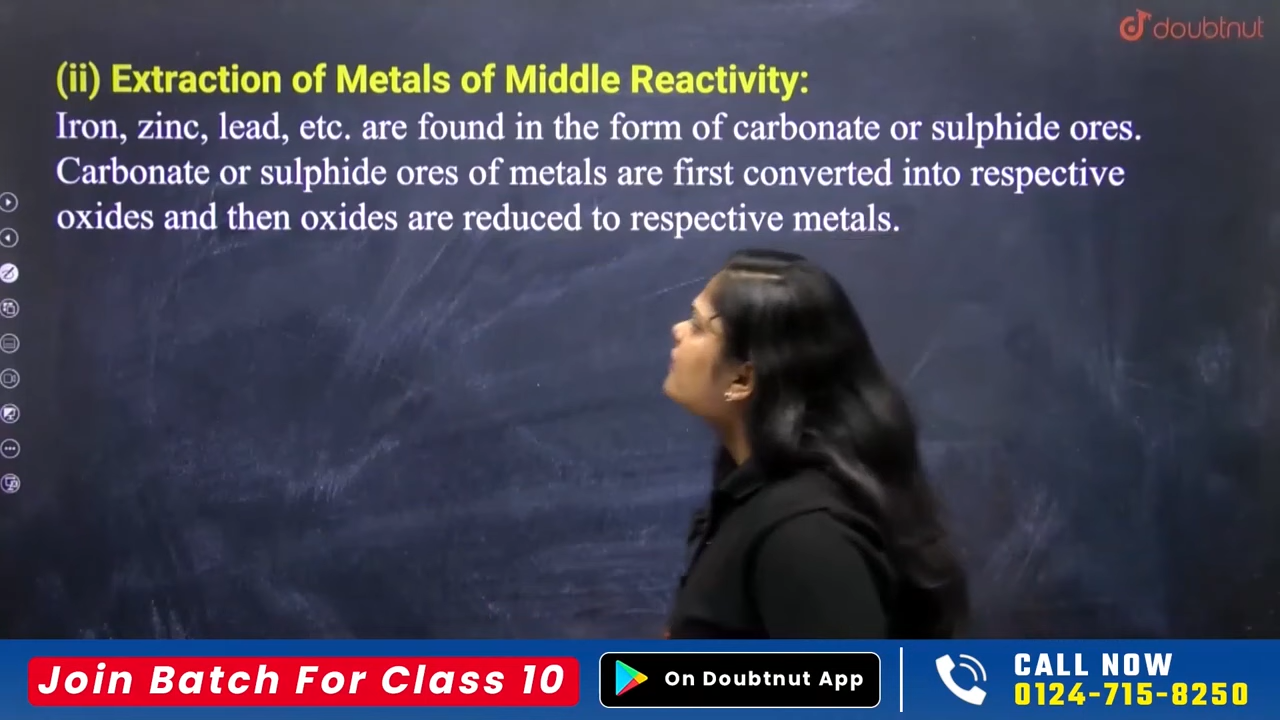 doubtnut
(ii) Extraction of Metals of Middle Reactivity:
Iron, zinc, lead, etc. are found in the form of carbonate or sulphide ores.
Carbonate or sulphide ores of metals are first converted into respective
oxides and then oxides are reduced to respective metals.
Join Batch For Class 10
On Doubtnut App
CALL NOW
0124-715-8250